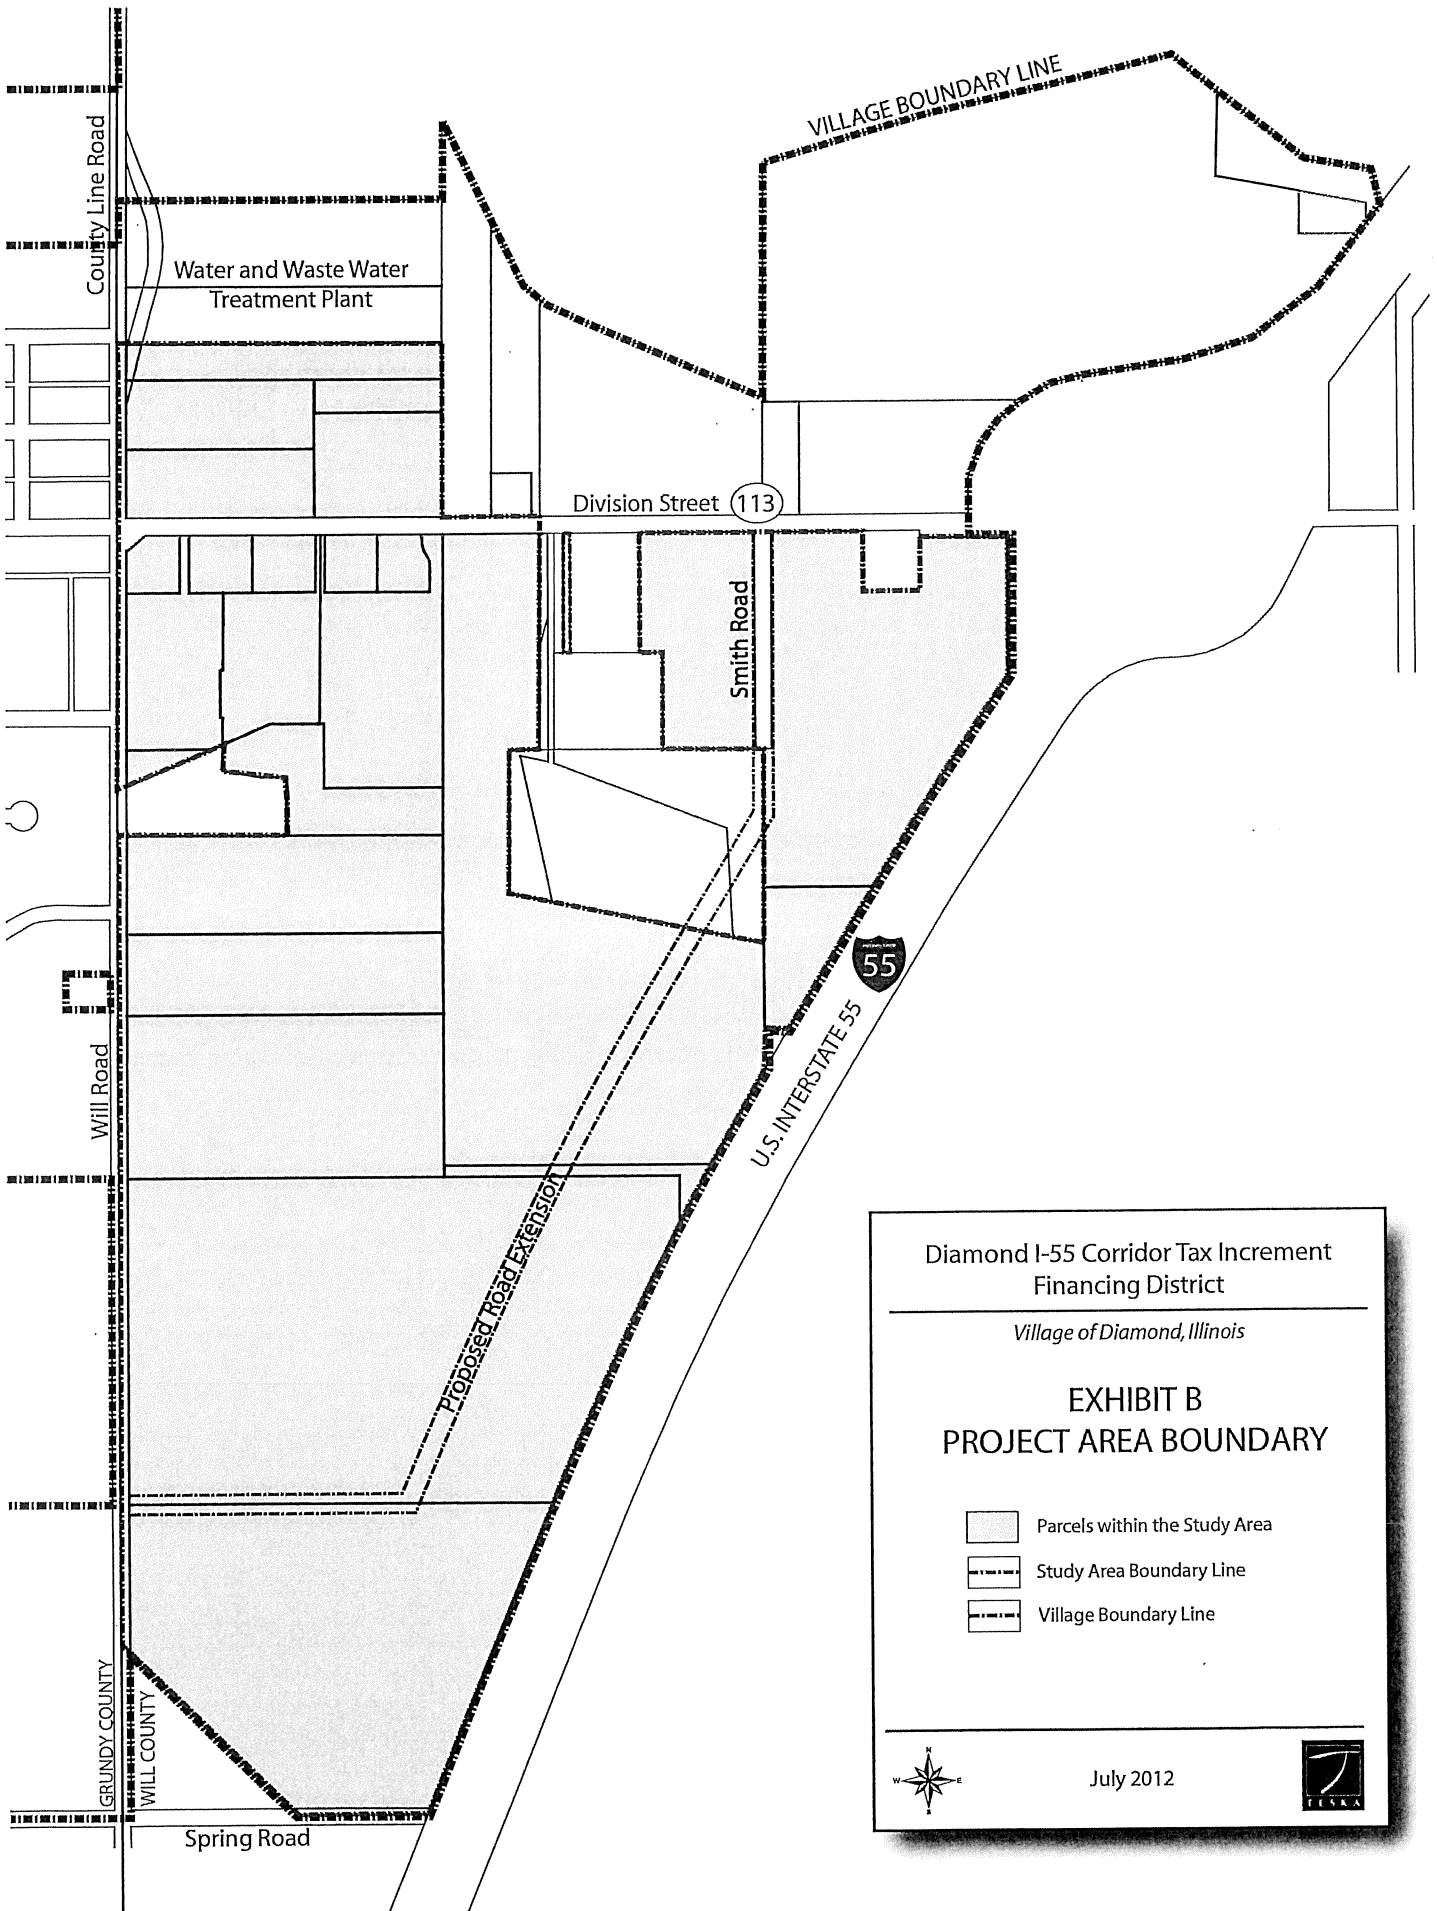 VILLAGE BOUNDARY LINE
County Line Road
Water and Waste Water
Treatment Plant
Division Street 113
Smith Road
55
U.S. INTERSTATE 55
Will Road
Proposed Road Extension
GRUNDY COUNTY
WILL COUNTY
Spring Road
Diamond I-55 Corridor Tax Increment
Financing District
Village of Diamond, Illinois
EXHIBIT B
PROJECT AREA BOUNDARY
Parcels within the Study Area
Study Area Boundary Line
Village Boundary Line
N
W E
S
July 2012
TESKA